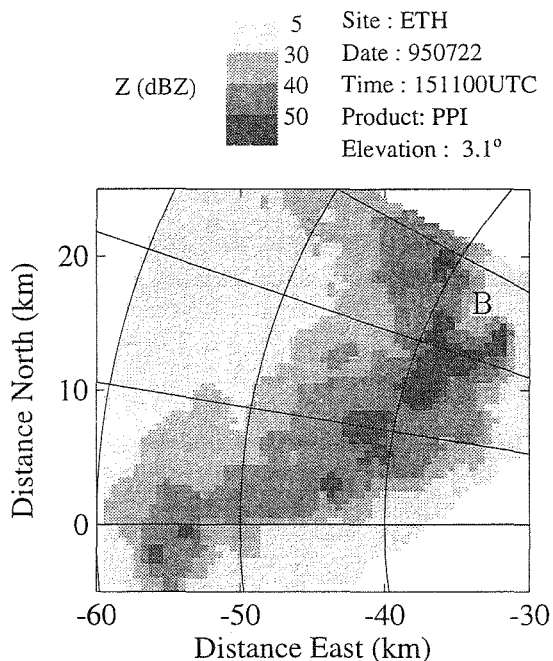 Z (dBZ)
5
30
40
50
Site : ETH
Date : 950722
Time : 151100UTC
Product: PPI
Elevation : 3.1°
Distance North (km)
20
10
0
B
-60 -50 -40 -30
Distance East (km)